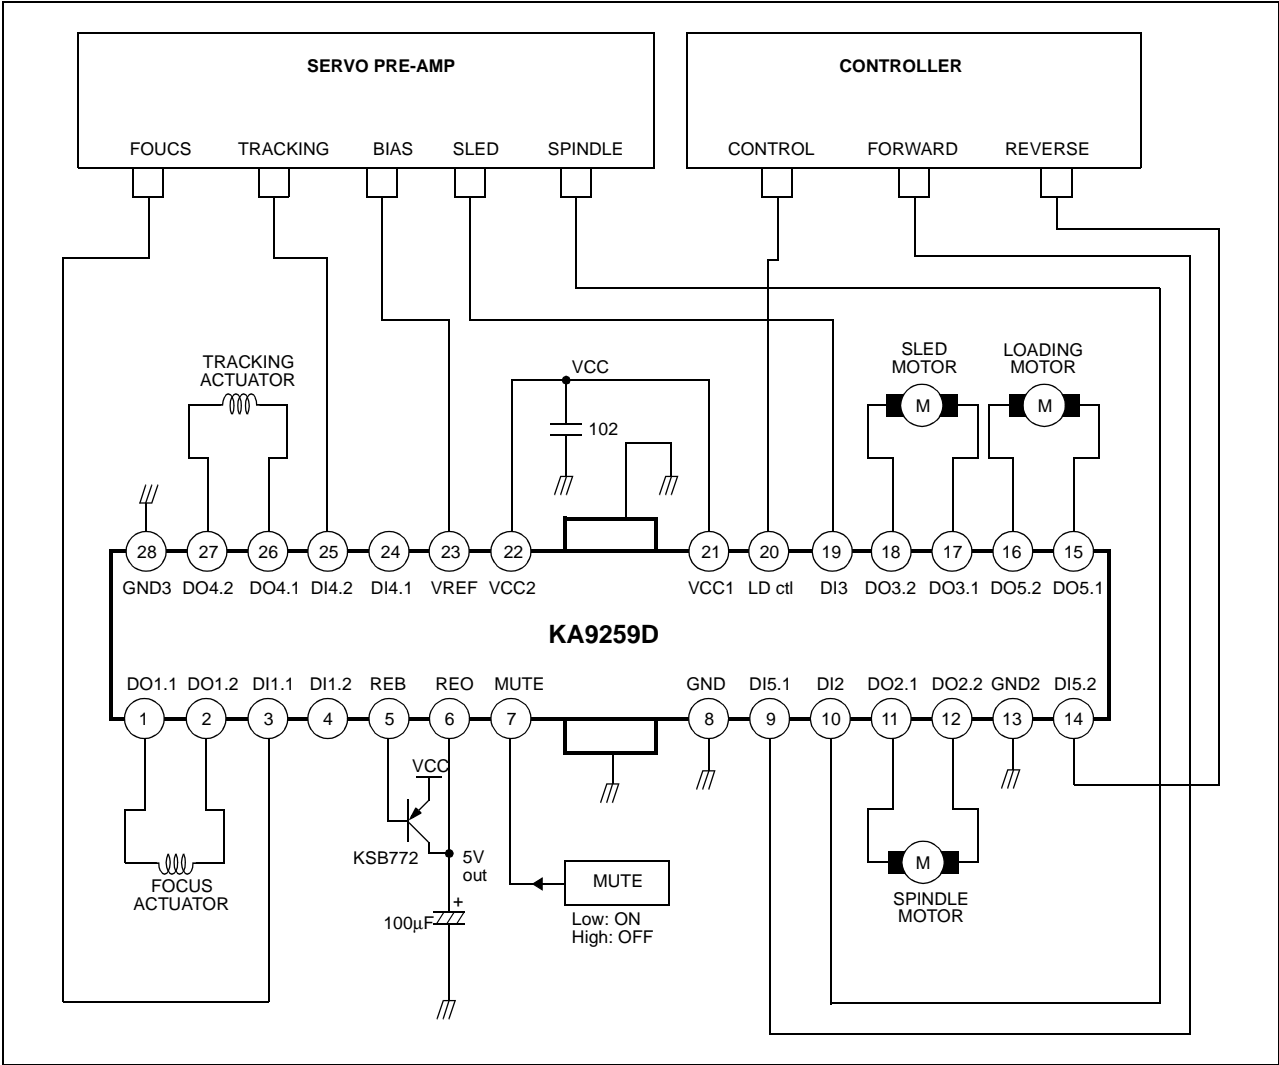 SERVO PRE-AMP
CONTROLLER
FOUCS TRACKING BIAS SLED SPINDLE
CONTROL FORWARD REVERSE
TRACKING
ACTUATOR
VCC
102
SLED
MOTOR
M
LOADING
MOTOR
M
28 27 26 25 24 23 22 21 20 19 18 17 16 15
GND3 DO4.2 DO4.1 DI4.2 DI4.1 VREF VCC2 VCC1 LD ctl DI3 DO3.2 DO3.1 DO5.2 DO5.1
KA9259D
DO1.1 DO1.2 DI1.1 DI1.2 REB REO MUTE GND DI5.1 DI2 DO2.1 DO2.2 GND2 DI5.2
1 2 3 4 5 6 7 8 9 10 11 12 13 14
VCC
KSB772
5V
out
FOCUS
ACTUATOR
100µF
+
MUTE
Low: ON
High: OFF
M
SPINDLE
MOTOR